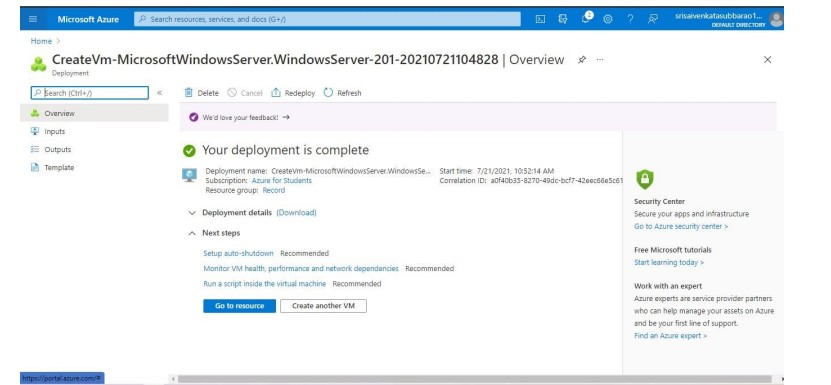 Microsoft Azure
Search resources, services, and docs (G+/)
2
srisaivenkatasubbarao1...
DEFAULT DIRECTORY
Home >
CreateVm-MicrosoftWindowsServer.WindowsServer-201-20210721104828 | Overview
Deployment
Search (Ctrl+/)
«
Delete
Cancel
Redeploy
Refresh
Overview
Inputs
Outputs
Template
We'd love your feedback! →
Your deployment is complete
Deployment name: CreateVm-MicrosoftWindowsServer.WindowsSe...
Subscription: Azure for Students
Resource group: Record
Start time: 7/21/2021, 10:52:14 AM
Correlation ID: a0f40b35-8270-49dc-bcf7-42eec66e5c61
Deployment details (Download)
Next steps
Setup auto-shutdown Recommended
Monitor VM health, performance and network dependencies Recommended
Run a script inside the virtual machine Recommended
Go to resource
Create another VM
Security Center
Secure your apps and infrastructure
Go to Azure security center >
Free Microsoft tutorials
Start learning today >
Work with an expert
Azure experts are service provider partners
who can help manage your assets on Azure
and be your first line of support.
Find an Azure expert >
https://portal.azure.com/#